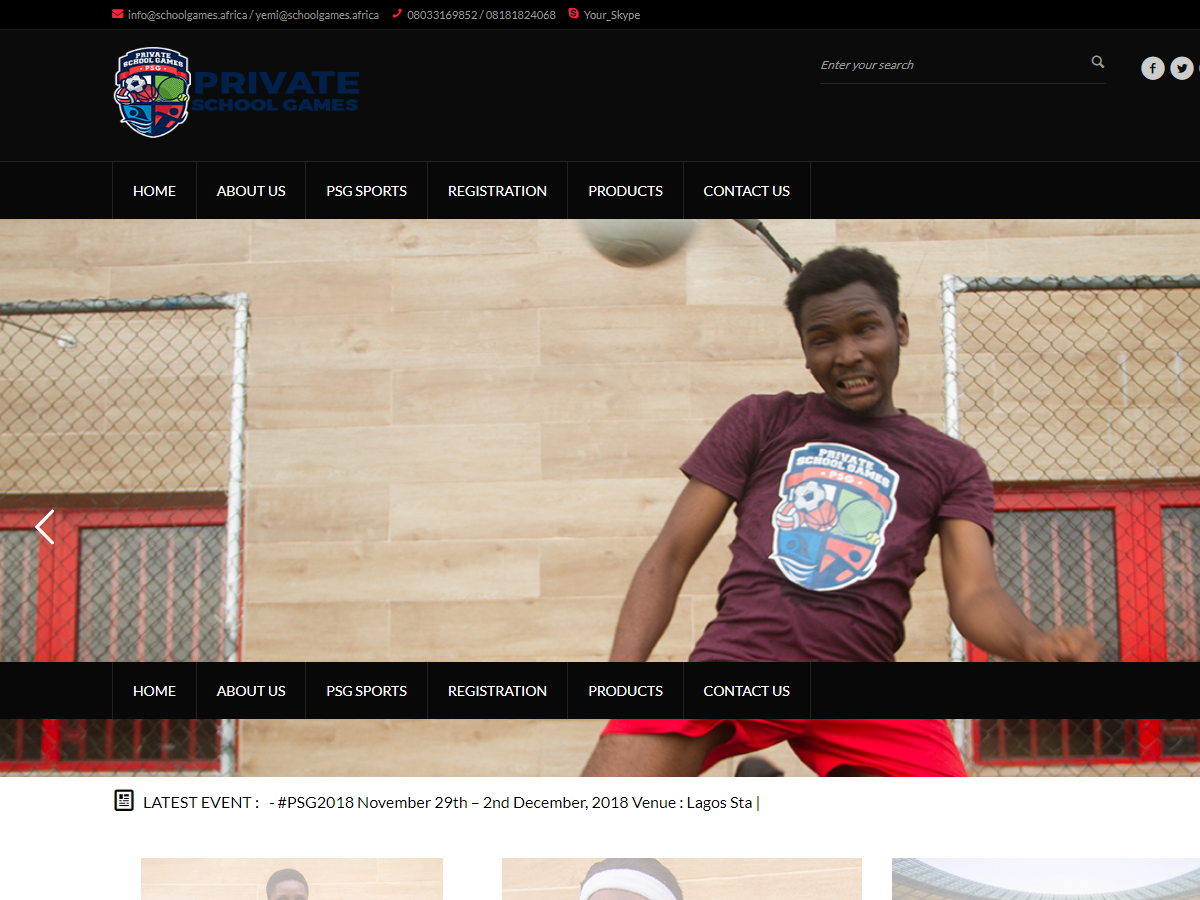 info@schoolgames.africa / yemi@schoolgames.africa 08033169852 / 08181824068 Your_Skype
PRIVATE
SCHOOL GAMES
PSG
PRIVATE
SCHOOL GAMES
Enter your search
HOME ABOUT US PSG SPORTS REGISTRATION PRODUCTS CONTACT US
PRIVATE
SCHOOL GAMES
PSG
HOME ABOUT US PSG SPORTS REGISTRATION PRODUCTS CONTACT US
LATEST EVENT : - #PSG2018 November 29th – 2nd December, 2018 Venue : Lagos Sta |